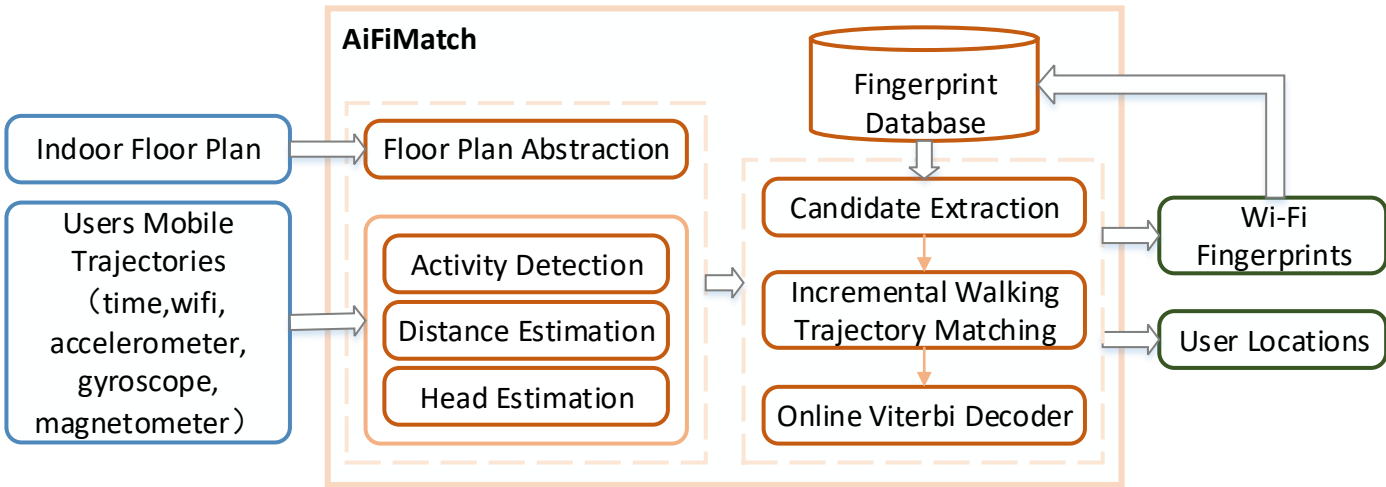 AiFiMatch
Indoor Floor Plan
Users Mobile
Trajectories
（time,wifi,
accelerometer,
gyroscope,
magnetometer）
Floor Plan Abstraction
Activity Detection
Distance Estimation
Head Estimation
Fingerprint
Database
Candidate Extraction
Incremental Walking
Trajectory Matching
Online Viterbi Decoder
Wi-Fi
Fingerprints
User Locations